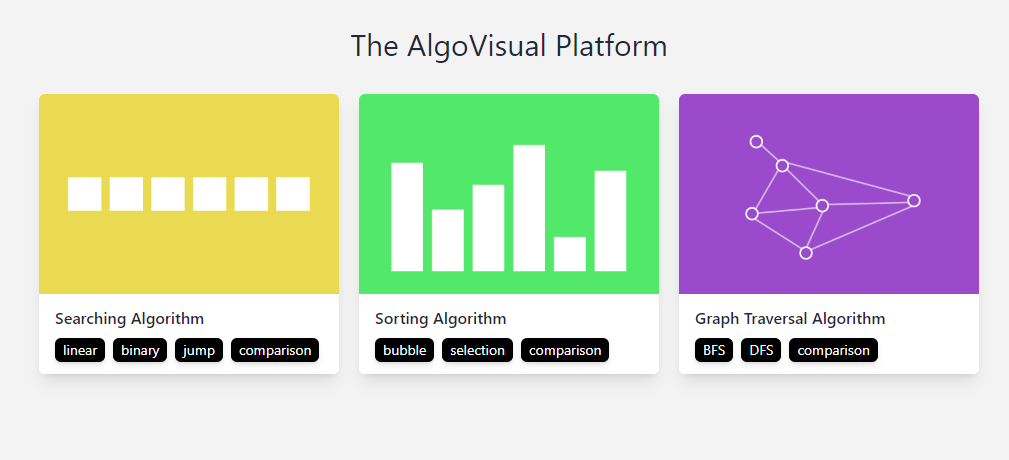 The AlgoVisual Platform
Searching Algorithm
linear binary jump comparison
Sorting Algorithm
bubble selection comparison
Graph Traversal Algorithm
BFS DFS comparison